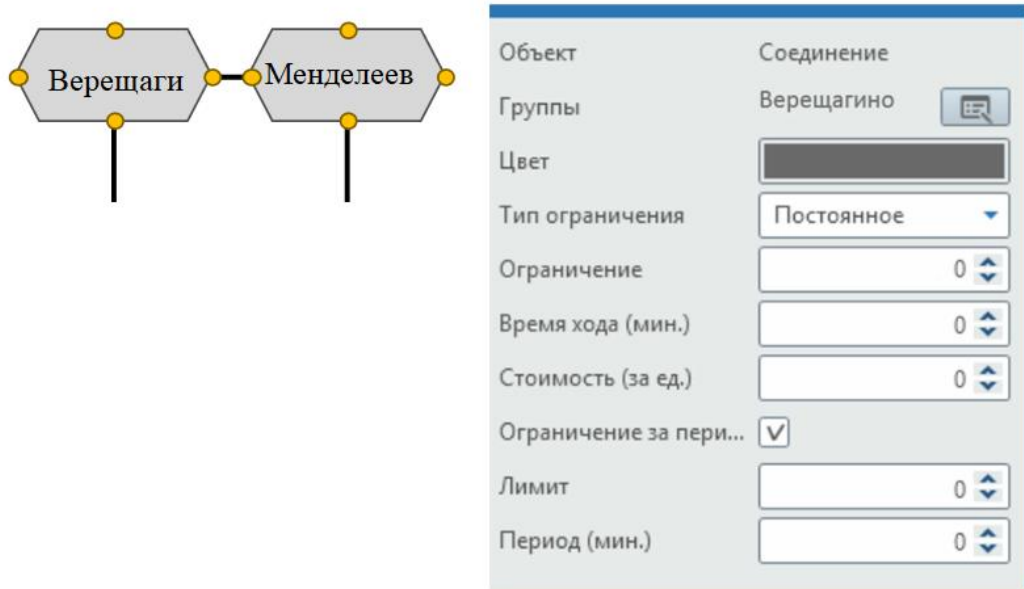 Верещаги
Менделеев
Объект Соединение
Группы Верещагино
Цвет
Тип ограничения Постоянное
Ограничение 0
Время хода (мин.) 0
Стоимость (за ед.) 0
Ограничение за пери...
Лимит 0
Период (мин.) 0